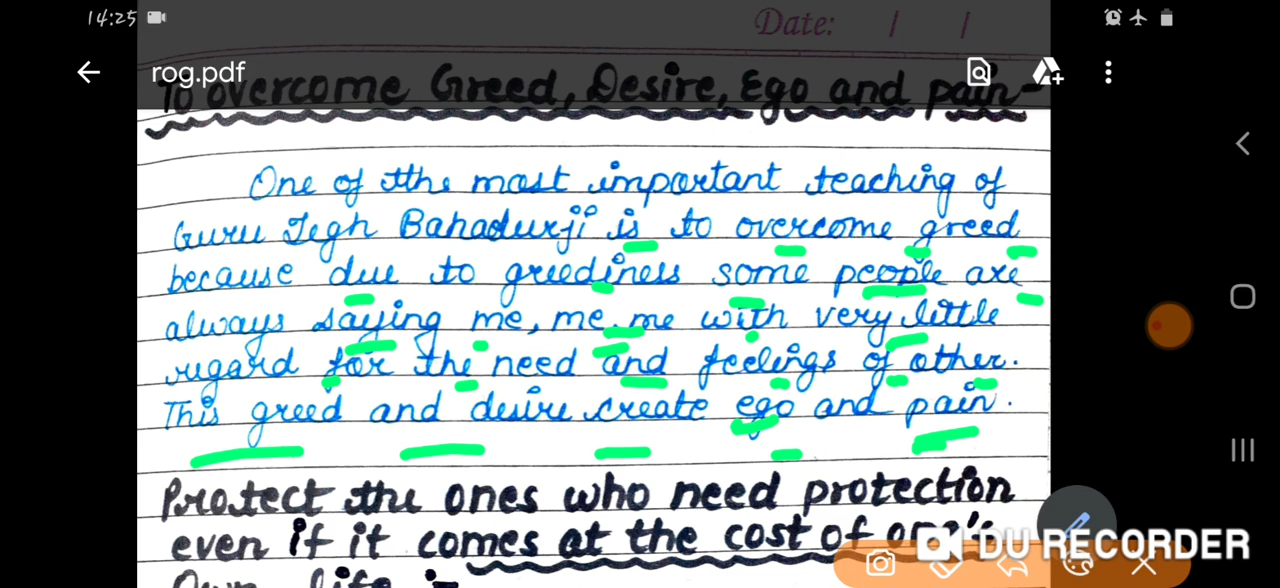 14:25
Date: / /
rog.pdf
To overcome Greed, Desire, Ego and pain-
One of the most important teaching of
Guru Tegh Bahadurji is to overcome greed
because due to greediness some people are
always saying me, me, me with very little
regard for the need and feelings of other.
This greed and desire create ego and pain.
Protect the ones who need protection
even if it comes at the cost of one's
Own life :-
DU RECORDER